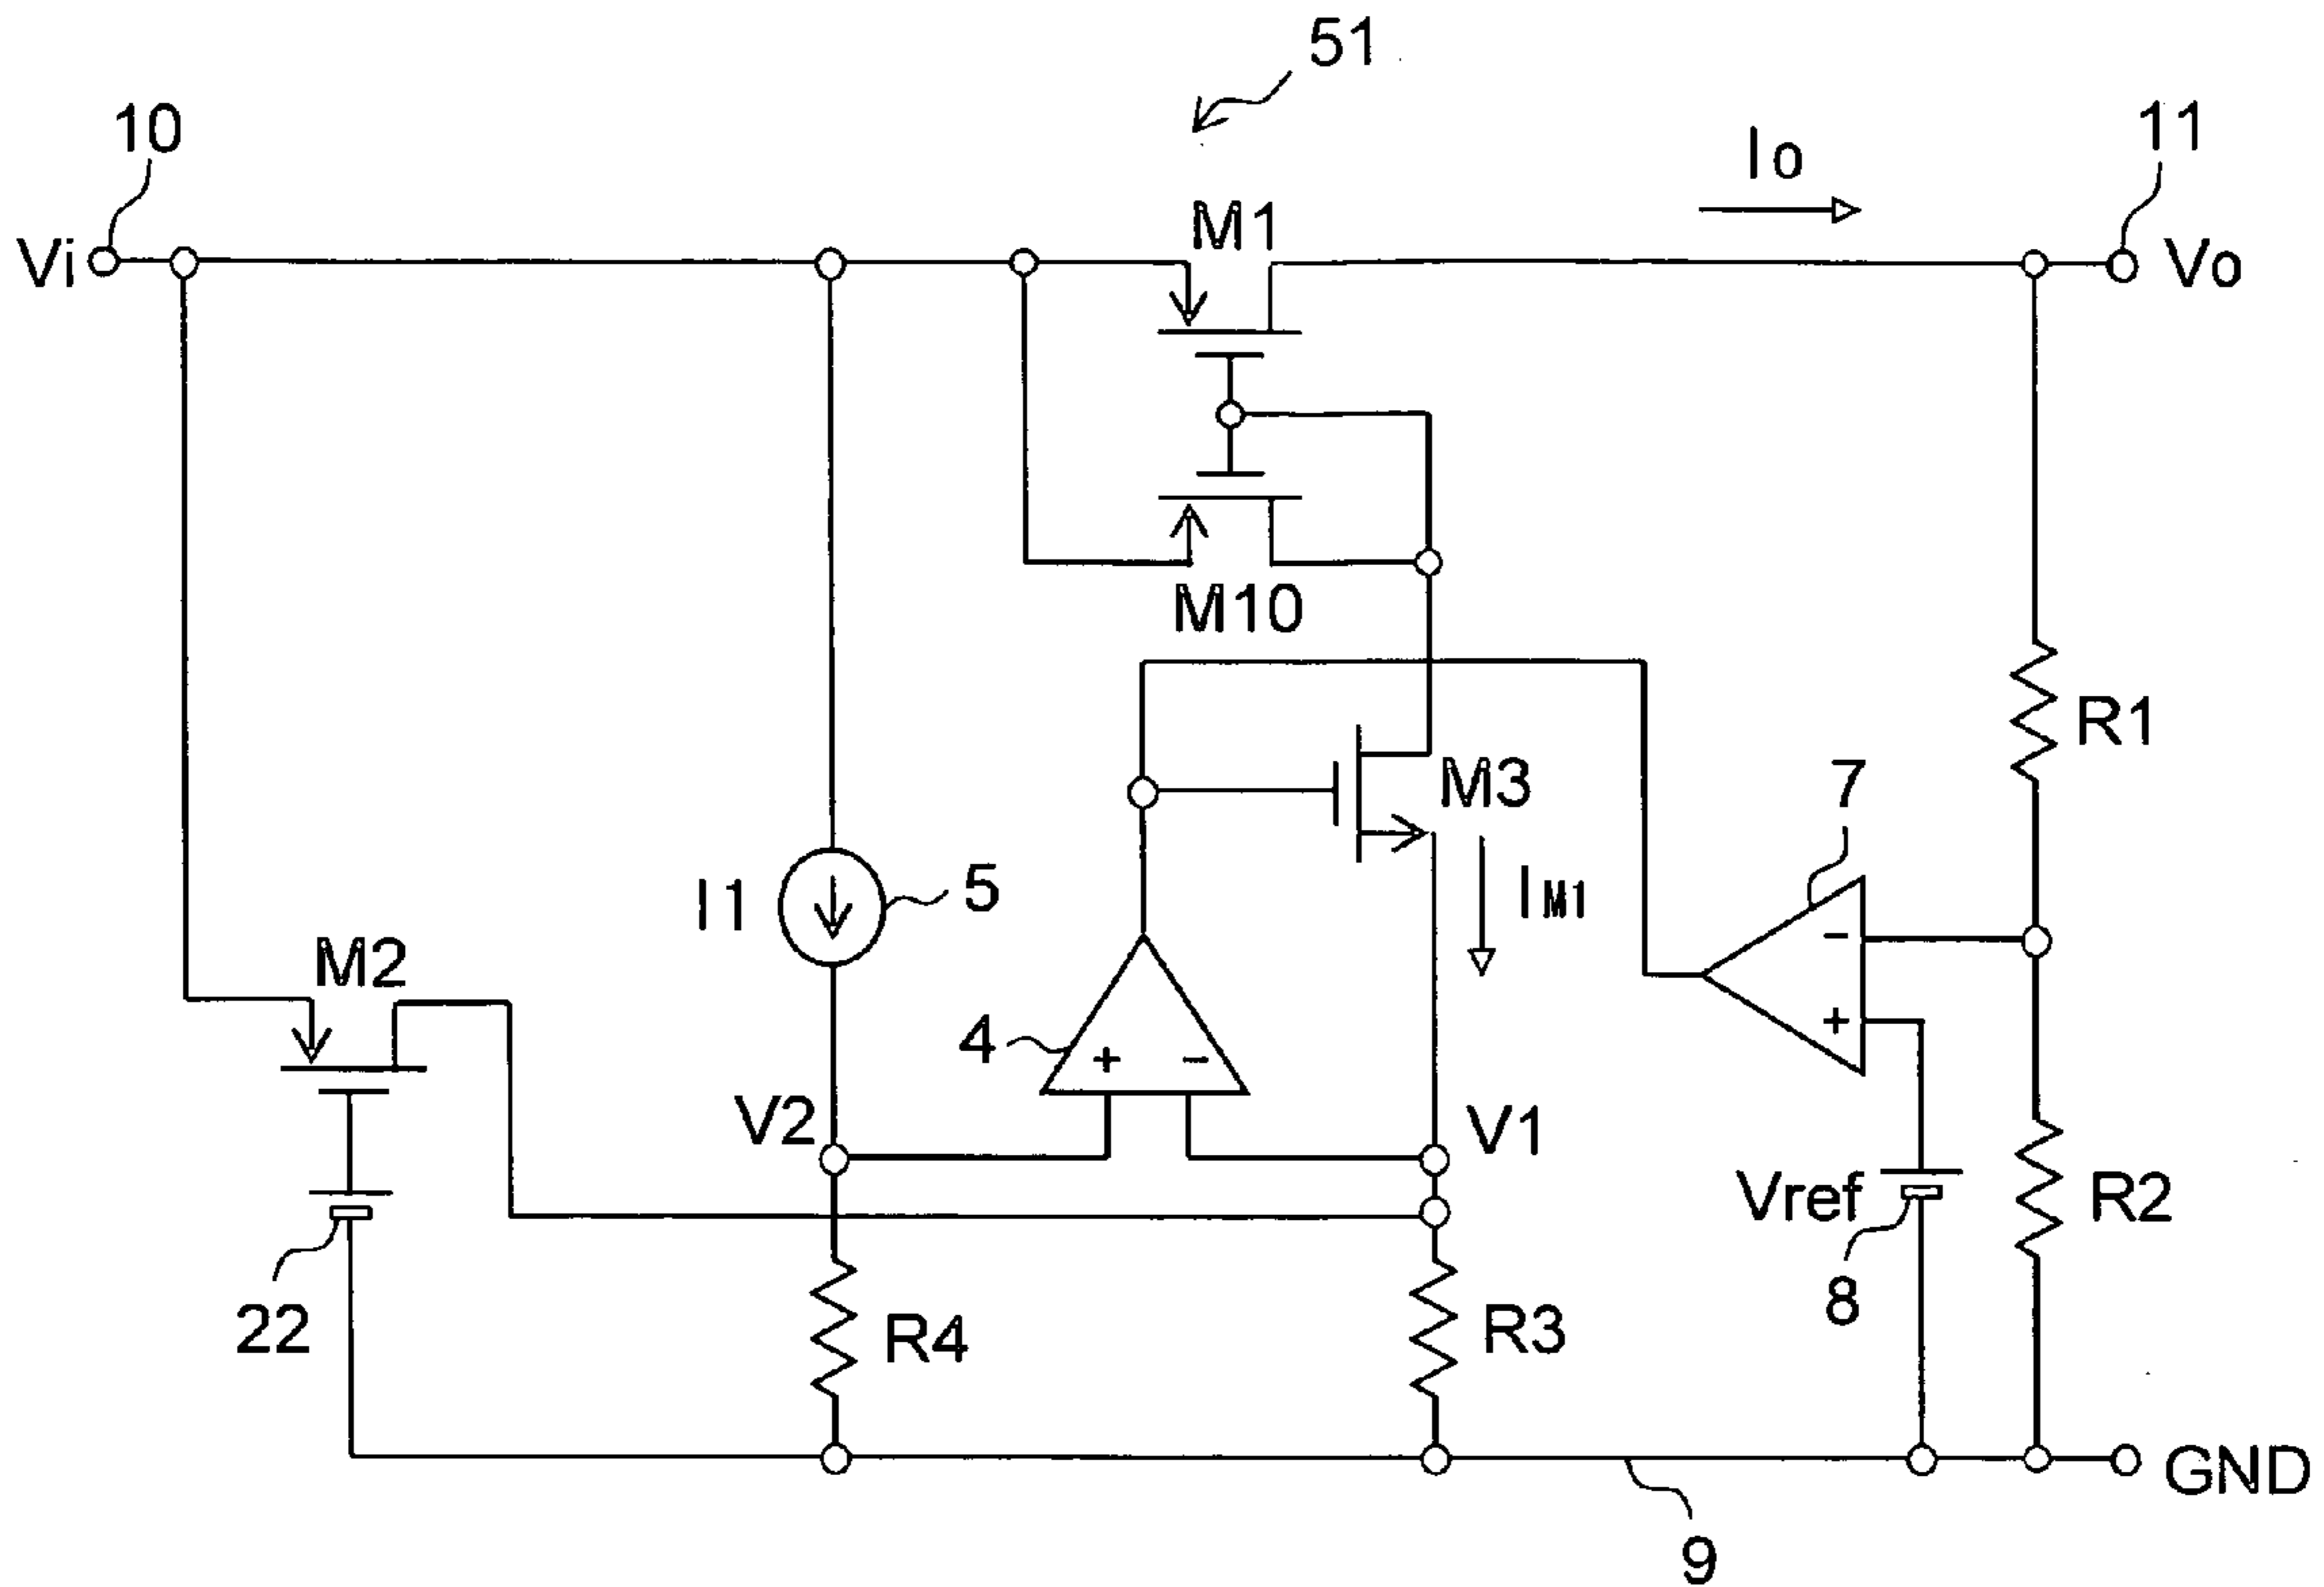 51
10
Io
11
M1
Vi
Vo
M10
R1
M3
7
-
I1
5
IM1
M2
+
4
+ -
V2
V1
Vref
R2
22
R4
R3
8
GND
9